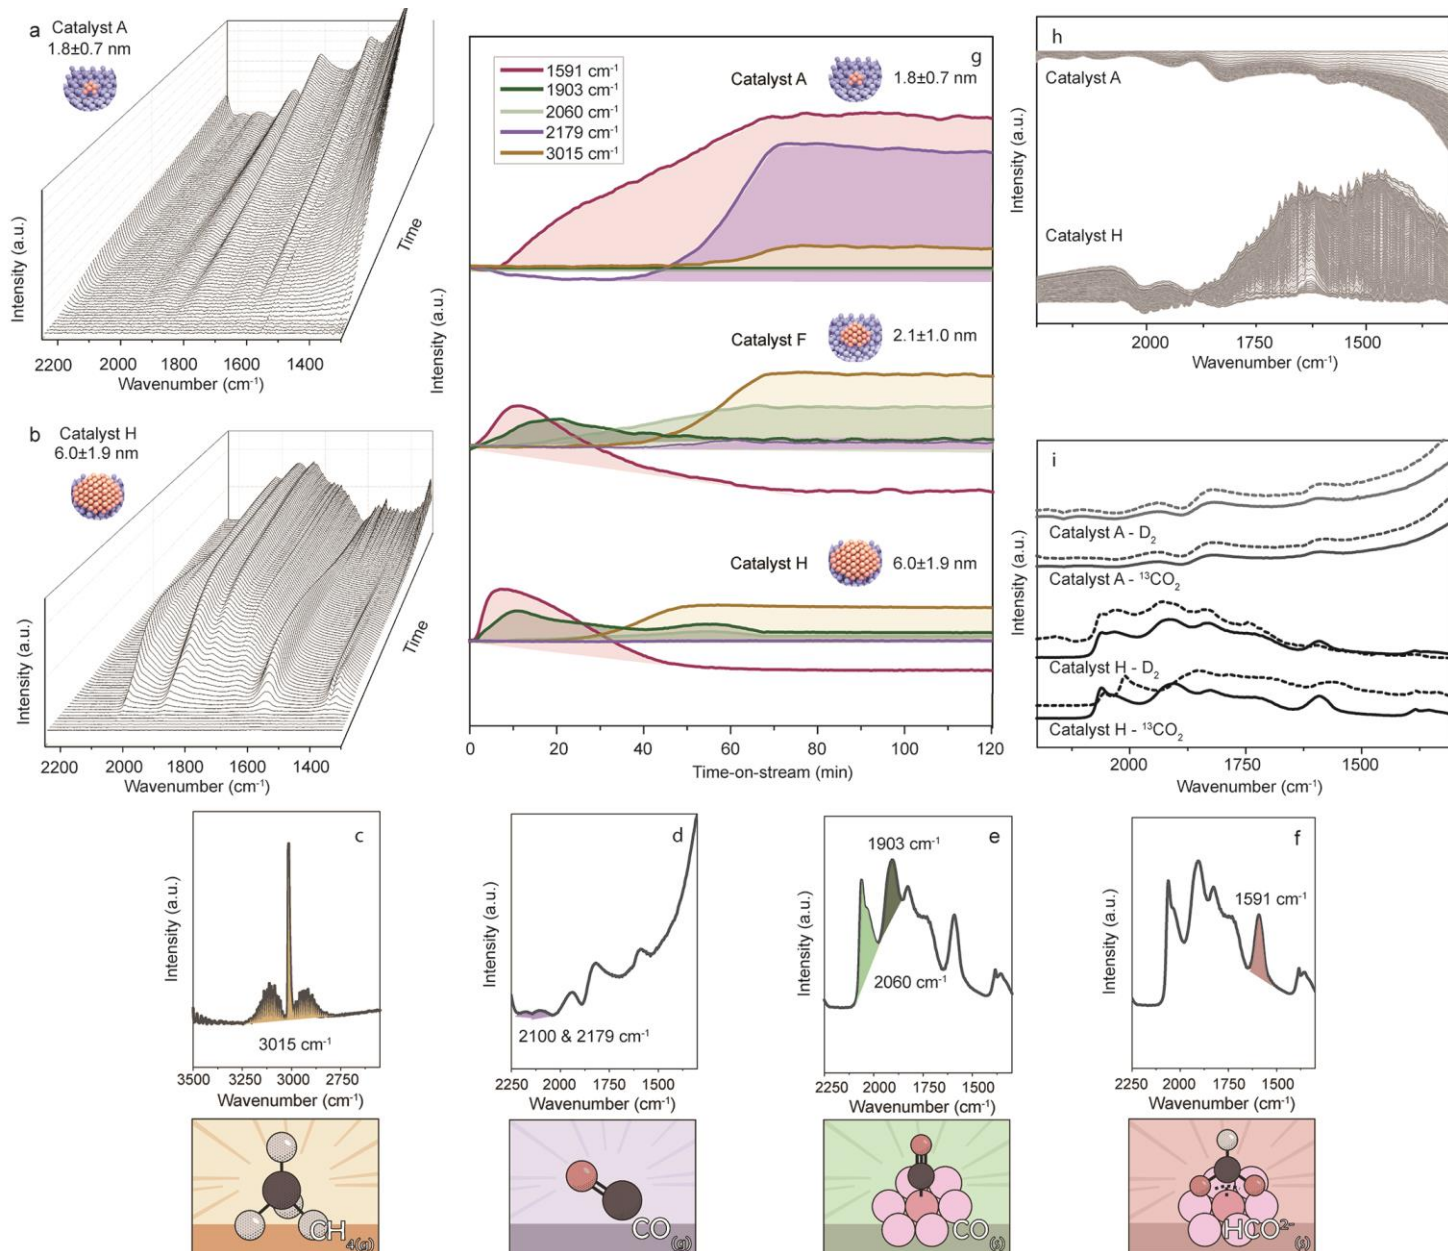 a
Catalyst A
1.8±0.7 nm
Intensity (a.u.)
Time
2200 2000 1800 1600 1400
Wavenumber (cm-1)
b
Catalyst H
6.0±1.9 nm
Intensity (a.u.)
Time
2200 2000 1800 1600 1400
Wavenumber (cm-1)
g
1591 cm-1
1903 cm-1
2060 cm-1
2179 cm-1
3015 cm-1
Catalyst A 1.8±0.7 nm
Catalyst F 2.1±1.0 nm
Catalyst H 6.0±1.9 nm
Intensity (a.u.)
0 20 40 60 80 100 120
Time-on-stream (min)
h
Catalyst A
Catalyst H
Intensity (a.u.)
2000 1750 1500
Wavenumber (cm-1)
i
Catalyst A - D2
Catalyst A - 13CO2
Catalyst H - D2
Catalyst H - 13CO2
Intensity (a.u.)
2000 1750 1500
Wavenumber (cm-1)
c
Intensity (a.u.)
3015 cm-1
3500 3250 3000 2750
Wavenumber (cm-1)
CH4(g)
d
Intensity (a.u.)
2100 & 2179 cm-1
2250 2000 1750 1500
Wavenumber (cm-1)
CO(g)
e
Intensity (a.u.)
1903 cm-1
2060 cm-1
2250 2000 1750 1500
Wavenumber (cm-1)
CO(s)
f
Intensity (a.u.)
1591 cm-1
2250 2000 1750 1500
Wavenumber (cm-1)
HCO2-(s)